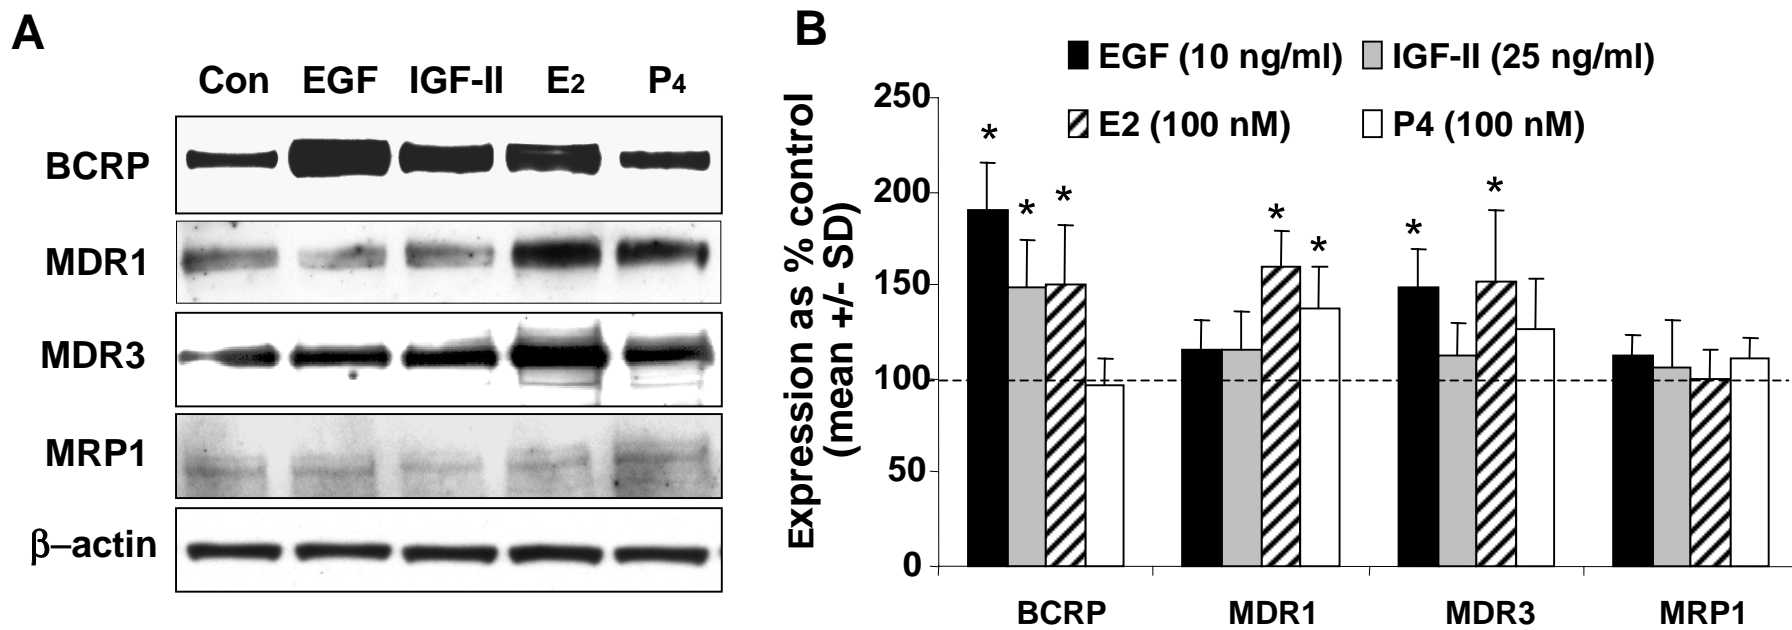 A
Con EGF IGF-II E2 P4
BCRP
MDR1
MDR3
MRP1
β–actin
B
EGF (10 ng/ml) IGF-II (25 ng/ml)
E2 (100 nM) P4 (100 nM)
Expression as % control
(mean +/- SD)
250
200
150
100
50
0
* * * * * * *
BCRP MDR1 MDR3 MRP1